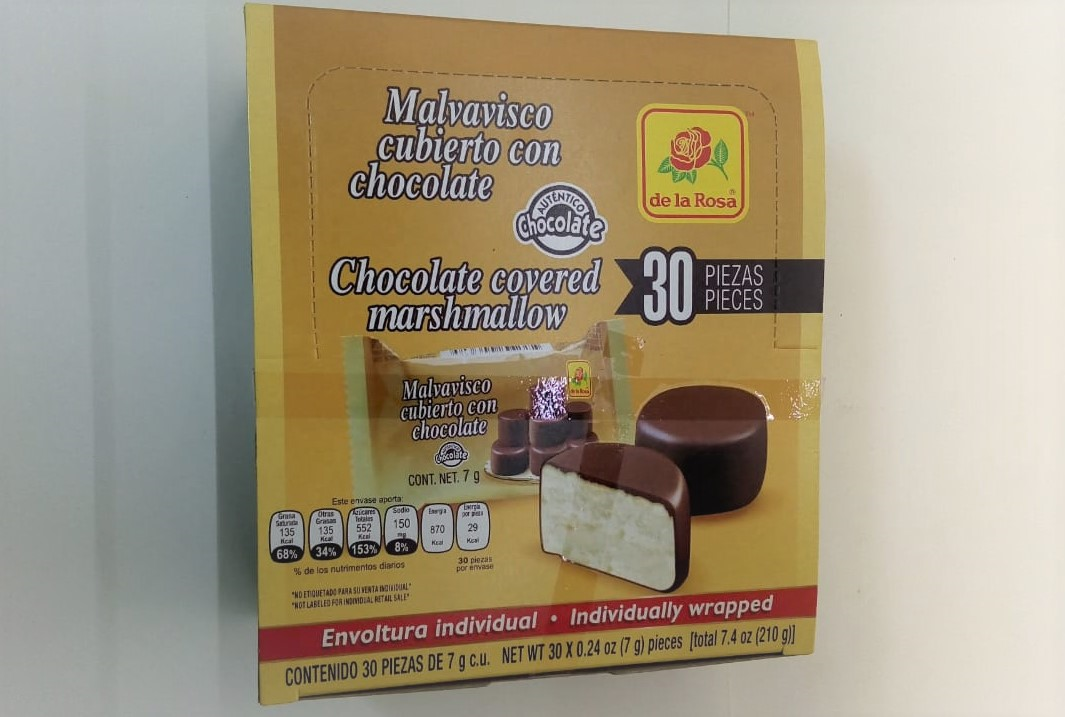 Malvavisco
cubierto con
chocolate
AUTÉNTICO
Chocolate
de la Rosa®
Chocolate covered
marshmallow
30 PIEZAS
PIECES
Malvavisco
cubierto con
chocolate
Chocolate
de la Rosa
CONT. NET. 7 g
Este envase aporta:
Grasa
Saturada
135
Kcal
68%
Otras
Grasas
135
Kcal
34%
Azúcares
Totales
552
Kcal
153%
Sodio
150
mg
8%
Energía
870
Kcal
Energía
por pieza
29
Kcal
% de los nutrimentos diarios
30 piezas
por envase
"NO ETIQUETADO PARA SU VENTA INDIVIDUAL"
"NOT LABELED FOR INDIVIDUAL RETAIL SALE"
Envoltura individual • Individually wrapped
CONTENIDO 30 PIEZAS DE 7 g c.u. NET WT 30 X 0.24 oz (7 g) pieces [total 7.4 oz (210 g)]